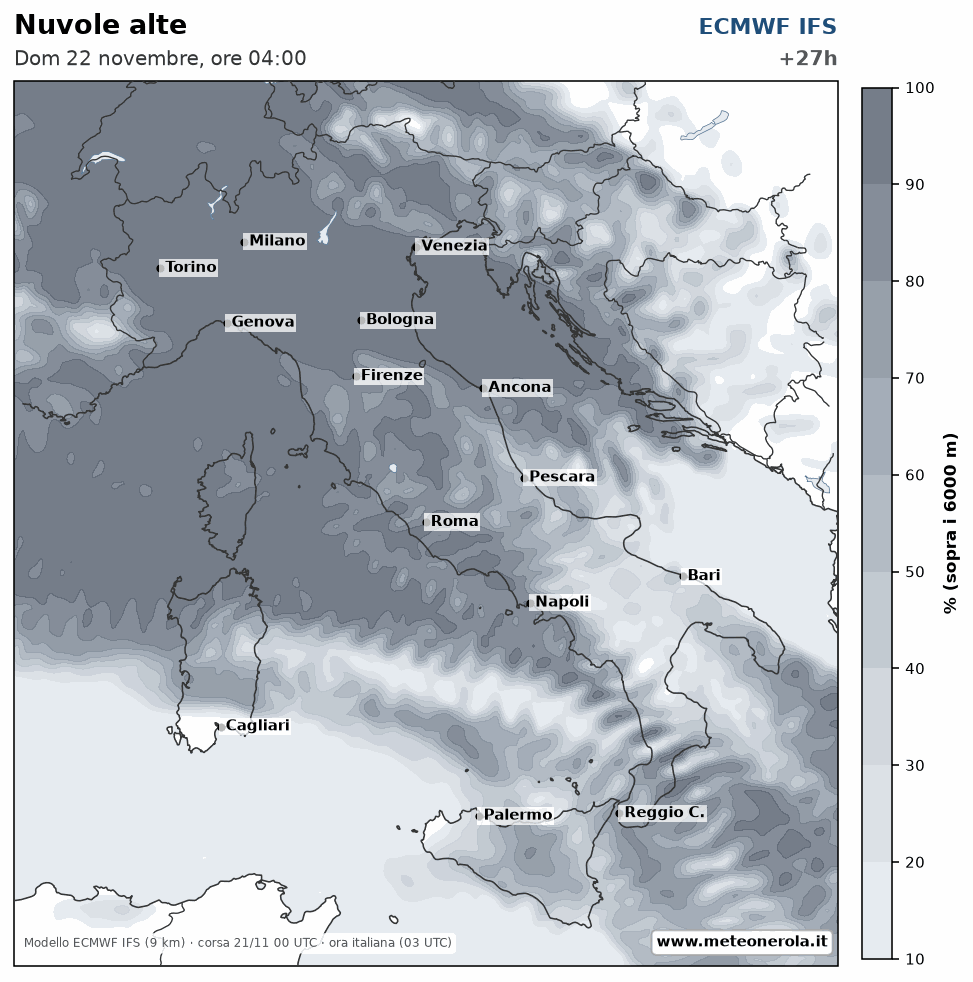 Nuvole alte
ECMWF IFS
Dom 22 novembre, ore 04:00
+27h
Milano
Venezia
Torino
Genova
Bologna
Firenze
Ancona
Pescara
Roma
Bari
Napoli
Cagliari
Palermo
Reggio C.
Modello ECMWF IFS (9 km) · corsa 21/11 00 UTC · ora italiana (03 UTC)
www.meteonerola.it
100
90
80
70
60
50
40
30
20
10
% (sopra i 6000 m)